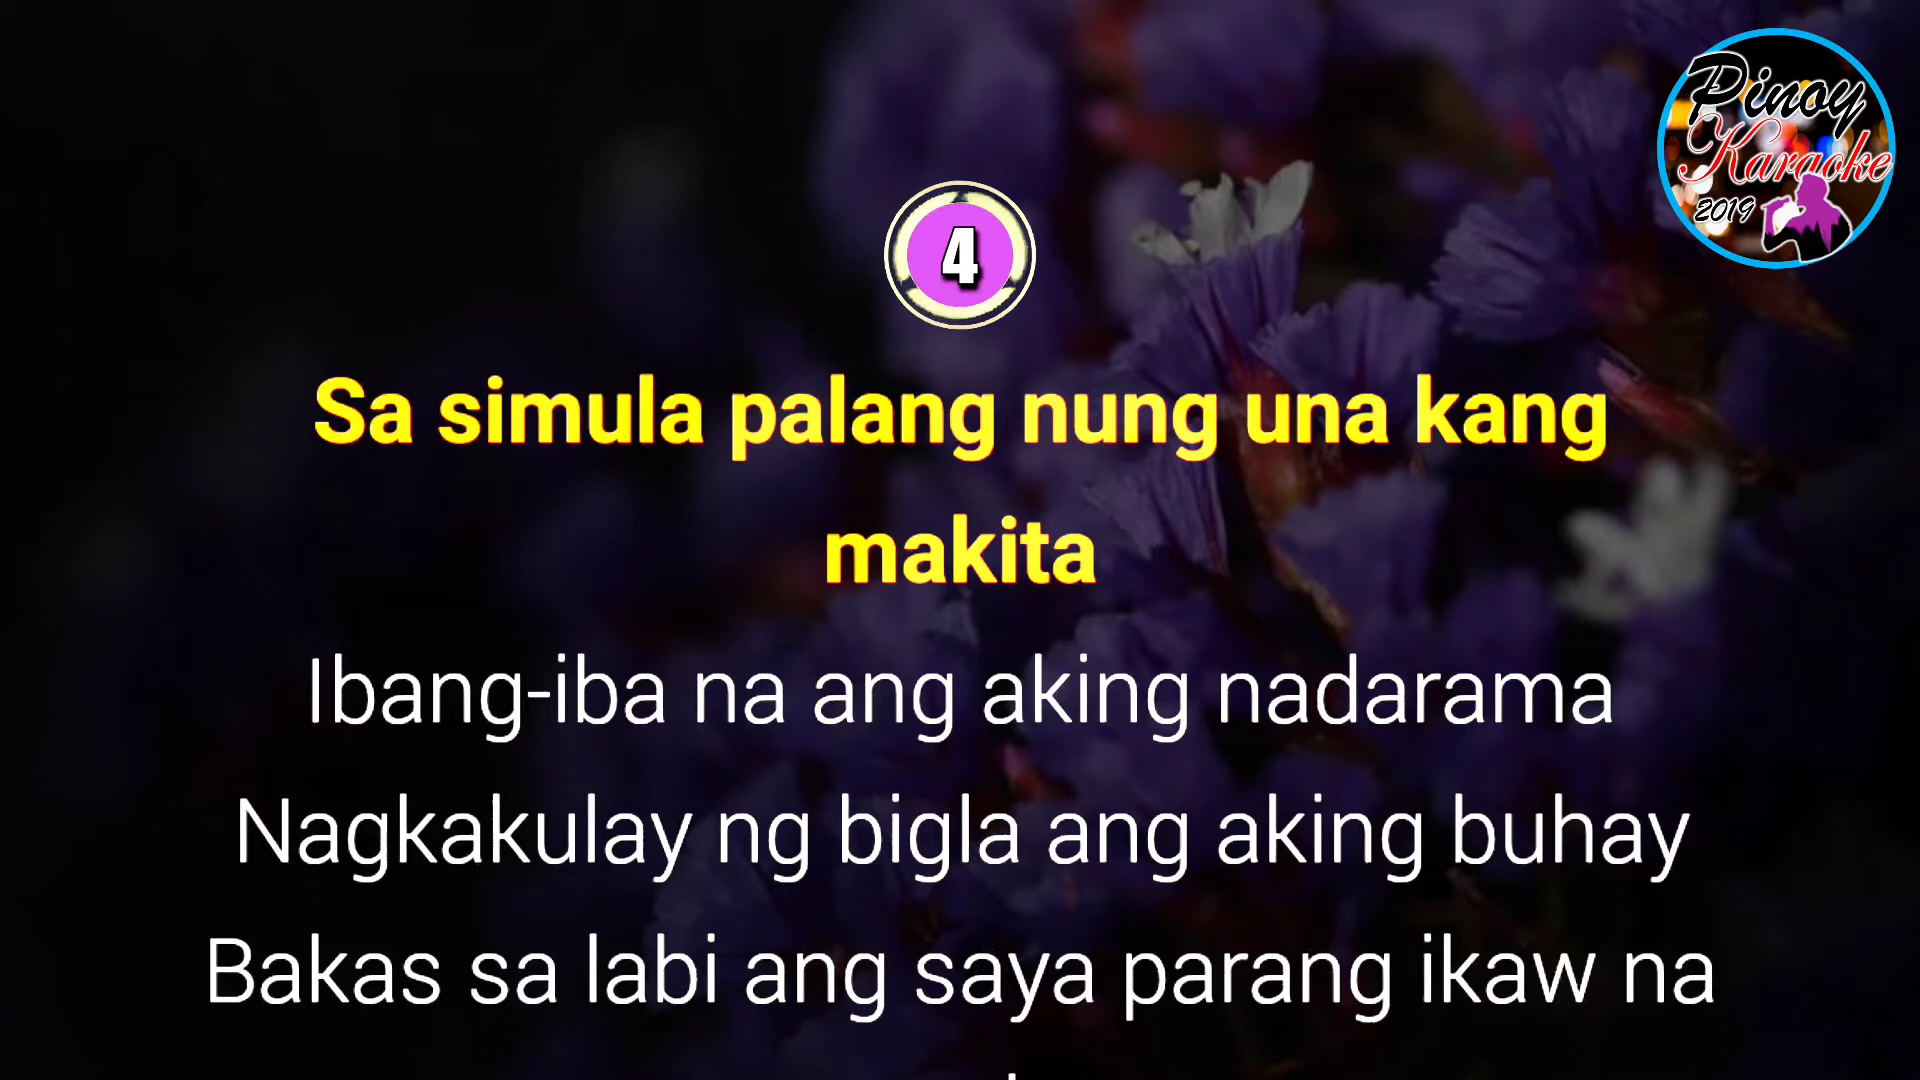 Pinoy
Karaoke
2019
4
Sa simula palang nung una kang
makita
Ibang-iba na ang aking nadarama
Nagkakulay ng bigla ang aking buhay
Bakas sa labi ang saya parang ikaw na